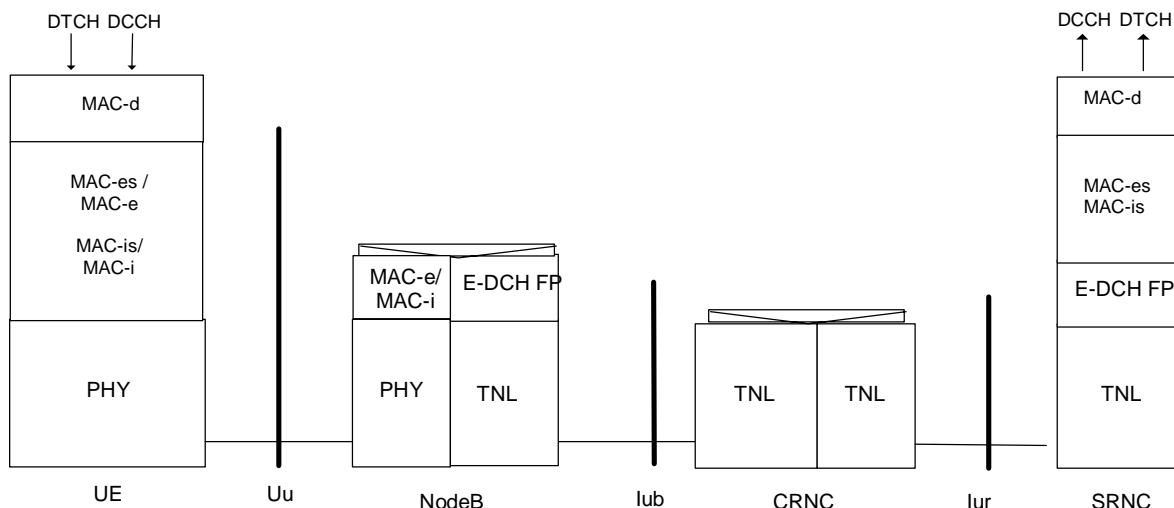 DTCH DCCH
DCCH DTCH
MAC-d
MAC-d
MAC-es /
MAC-e
MAC-is/
MAC-i
MAC-es
MAC-is
MAC-e/
MAC-i
E-DCH FP
E-DCH FP
PHY
PHY
TNL
TNL
TNL
TNL
UE
Uu
NodeB
Iub
CRNC
Iur
SRNC